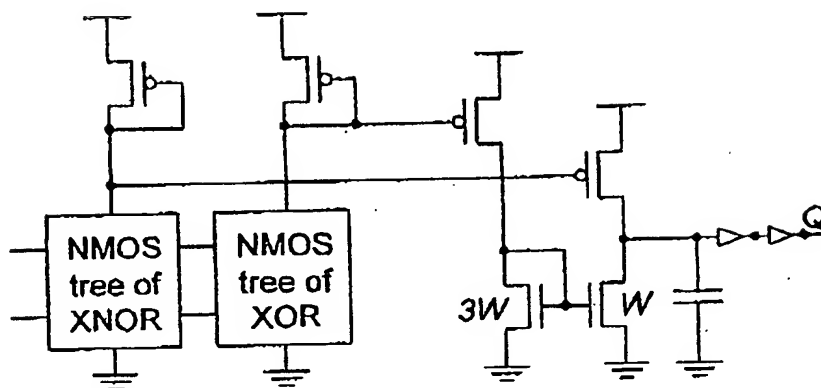 NMOS
tree of
XNOR
NMOS
tree of
XOR
3W
W
Q